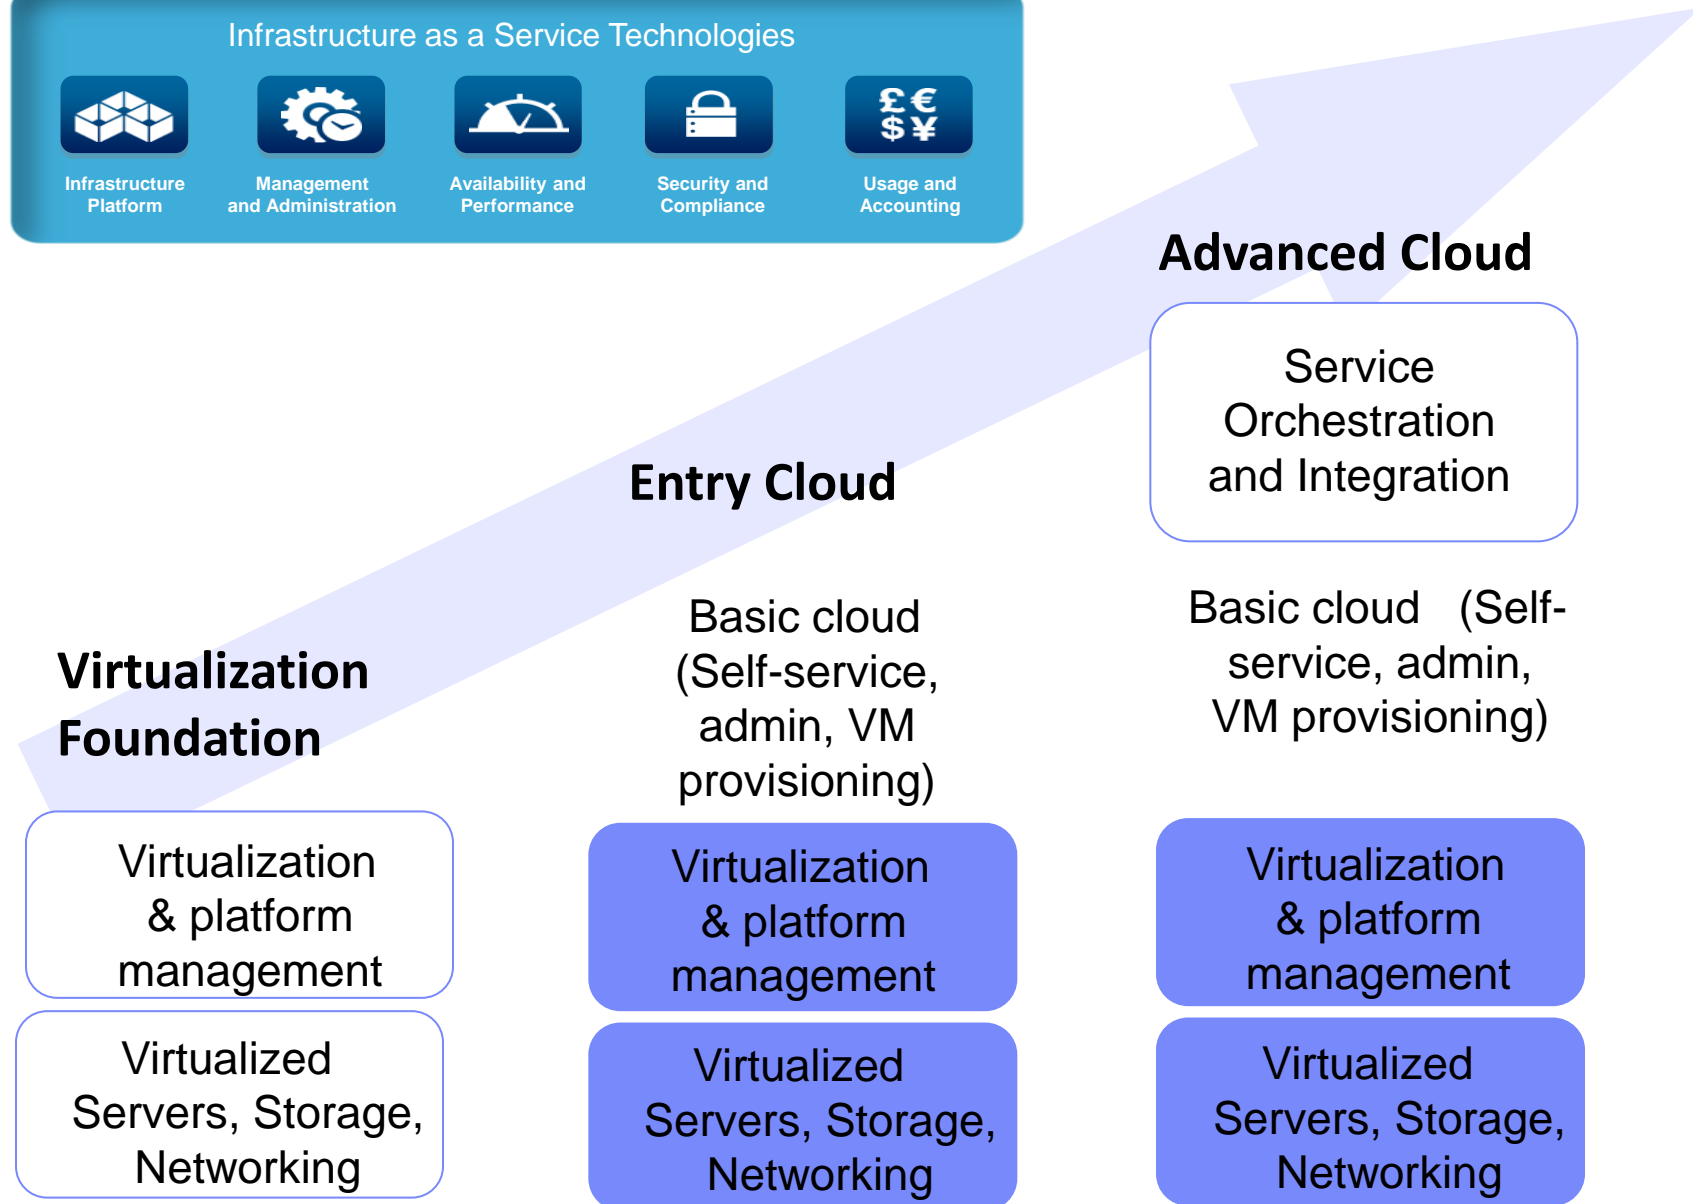 Infrastructure as a Service Technologies
£ €
$ ¥
Infrastructure
Platform
Management
and Administration
Availability and
Performance
Security and
Compliance
Usage and
Accounting
Advanced Cloud
Service
Orchestration
and Integration
Basic cloud (Self-
service, admin,
VM provisioning)
Virtualization
& platform
management
Virtualized
Servers, Storage,
Networking
Entry Cloud
Basic cloud
(Self-service,
admin, VM
provisioning)
Virtualization
& platform
management
Virtualized
Servers, Storage,
Networking
Virtualization
Foundation
Virtualization
& platform
management
Virtualized
Servers, Storage,
Networking